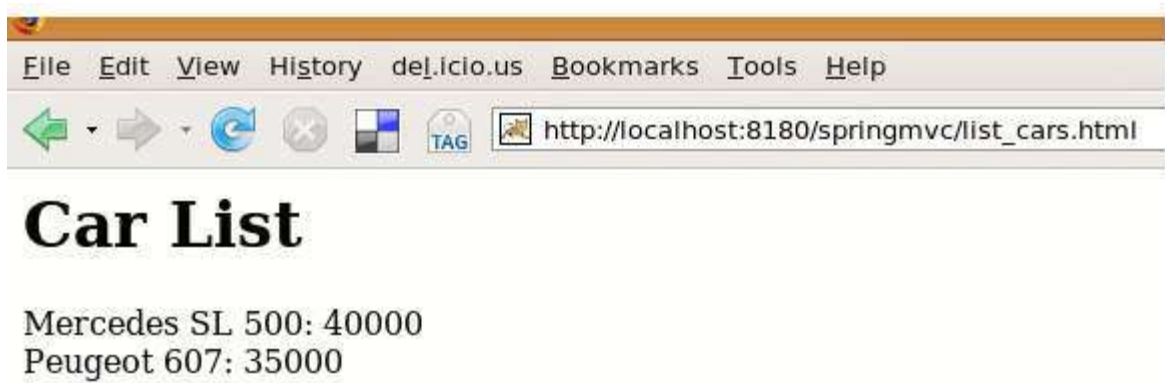 File Edit View History del.icio.us Bookmarks Tools Help
TAG http://localhost:8180/springmvc/list_cars.html
Car List
Mercedes SL 500: 40000
Peugeot 607: 35000